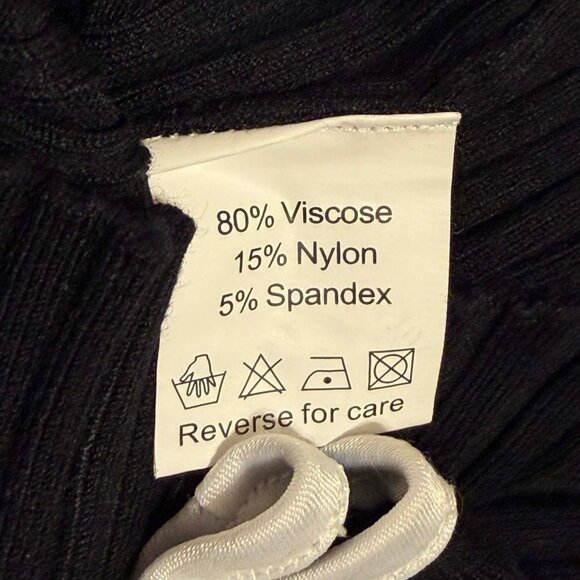 80% Viscose
15% Nylon
5% Spandex
Reverse for care